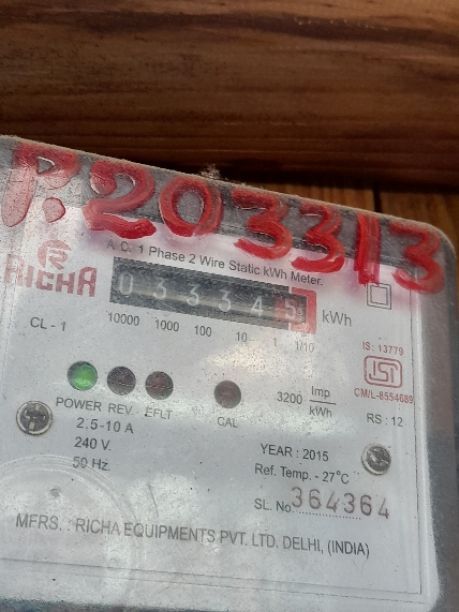 P.203313
A.C. 1 Phase 2 Wire Static kWh Meter.
RICHA
033345 kWh
10000 1000 100 10 1 1/10
CL - 1
IS: 13779
CM/L-8554689
3200 Imp/kWh
RS : 12
POWER REV. EFLT CAL
2.5-10 A
240 V.
50 Hz.
YEAR : 2015
Ref. Temp. - 27°C
SL. No 364364
MFRS. : RICHA EQUIPMENTS PVT. LTD. DELHI, (INDIA)